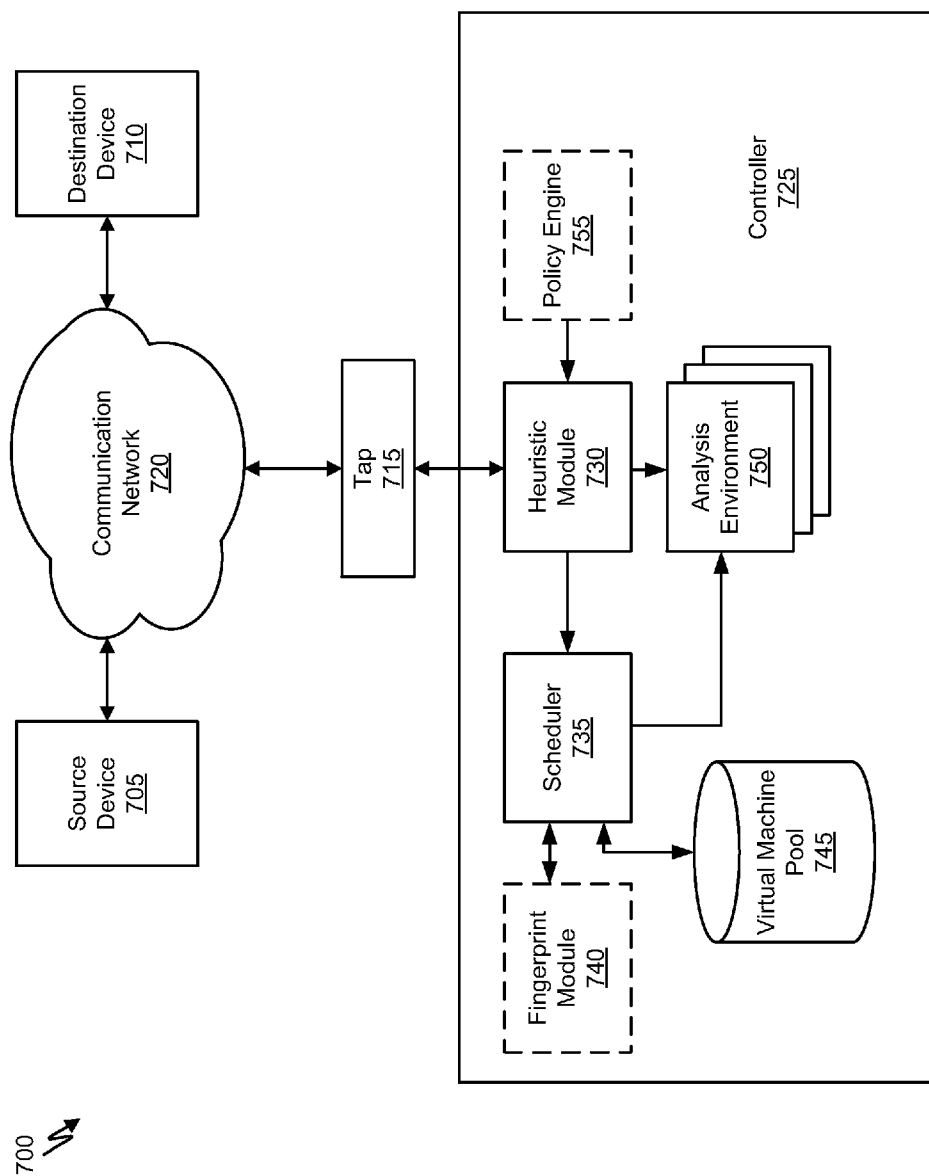 700
Source
Device
705
Communication
Network
720
Destination
Device
710
Tap
715
Fingerprint
Module
740
Scheduler
735
Heuristic
Module
730
Policy Engine
755
Virtual Machine
Pool
745
Analysis
Environment
750
Controller
725